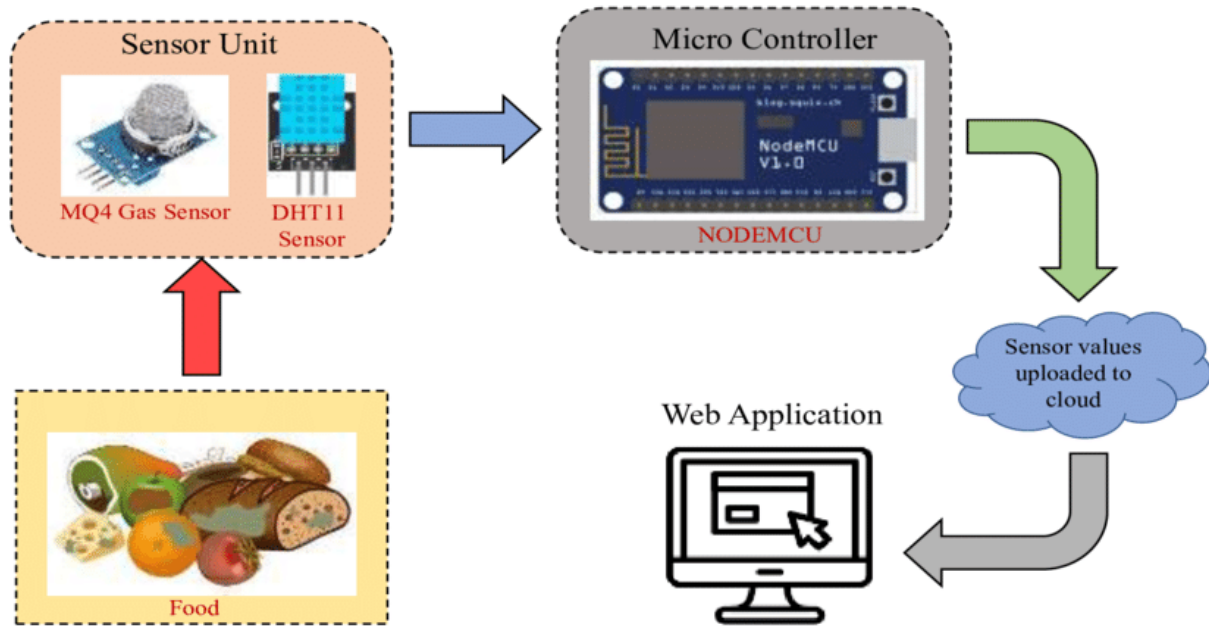 Sensor Unit
MQ4 Gas Sensor
DHT11
Sensor
Micro Controller
NodeMCU
V1.0
NODEMCU
Sensor values
uploaded to
cloud
Web Application
Food